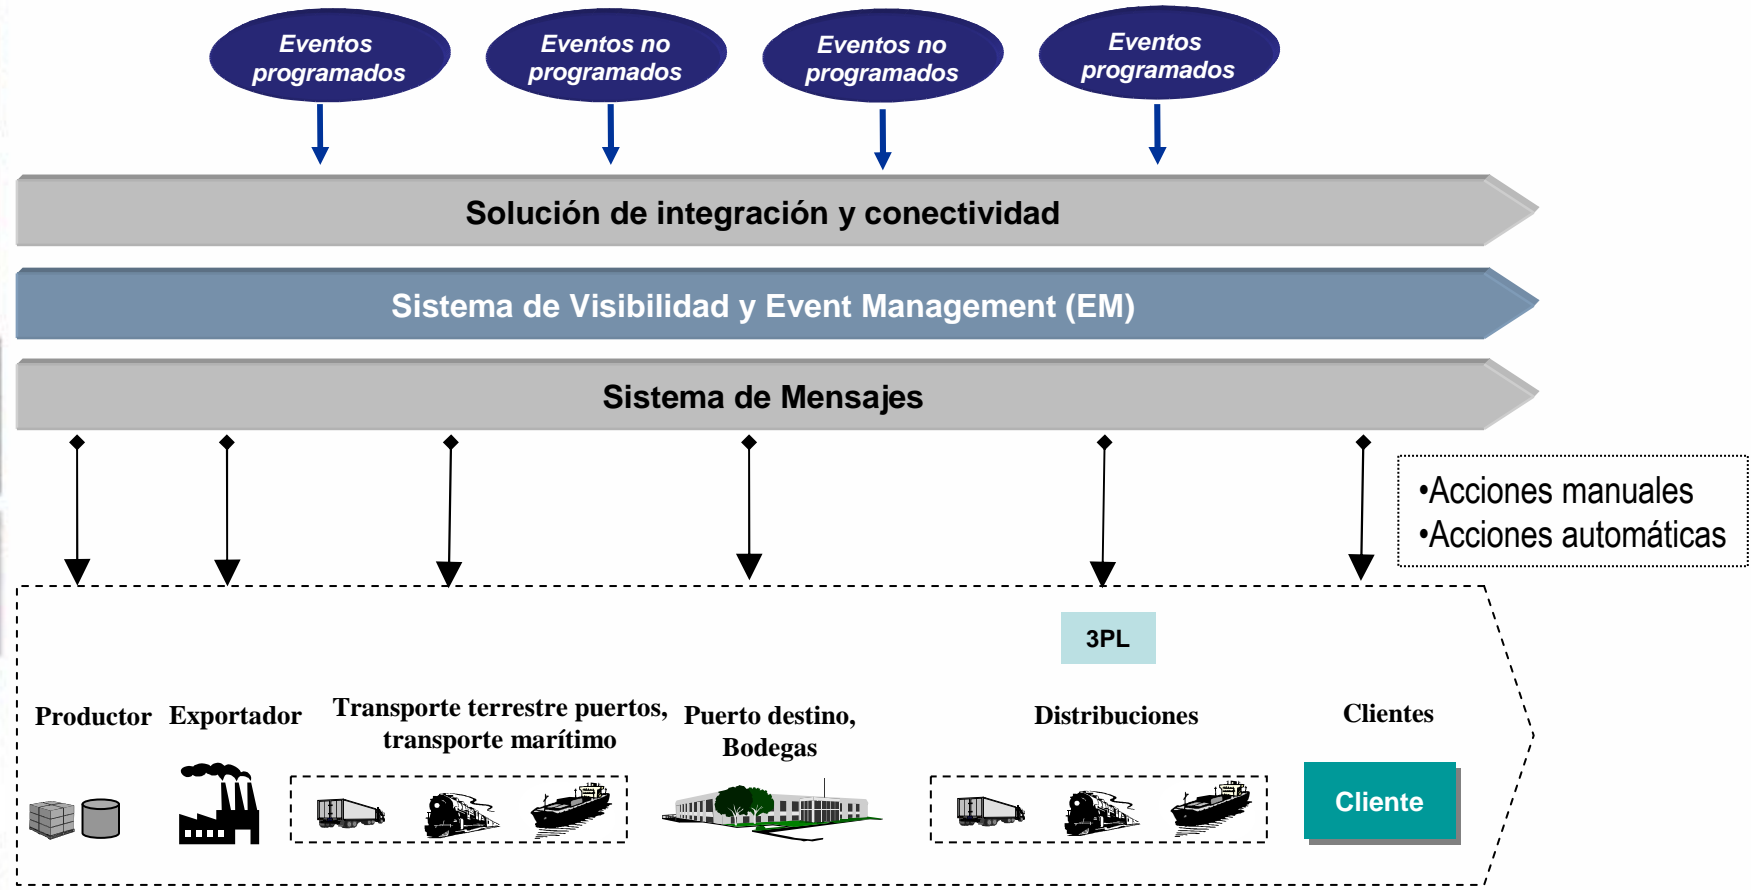 Eventos
programados
Eventos no
programados
Eventos no
programados
Eventos
programados
Solución de integración y conectividad
Sistema de Visibilidad y Event Management (EM)
Sistema de Mensajes
•Acciones manuales
•Acciones automáticas
3PL
Productor
Exportador
Transporte terrestre puertos,
transporte marítimo
Puerto destino,
Bodegas
Distribuciones
Clientes
Cliente